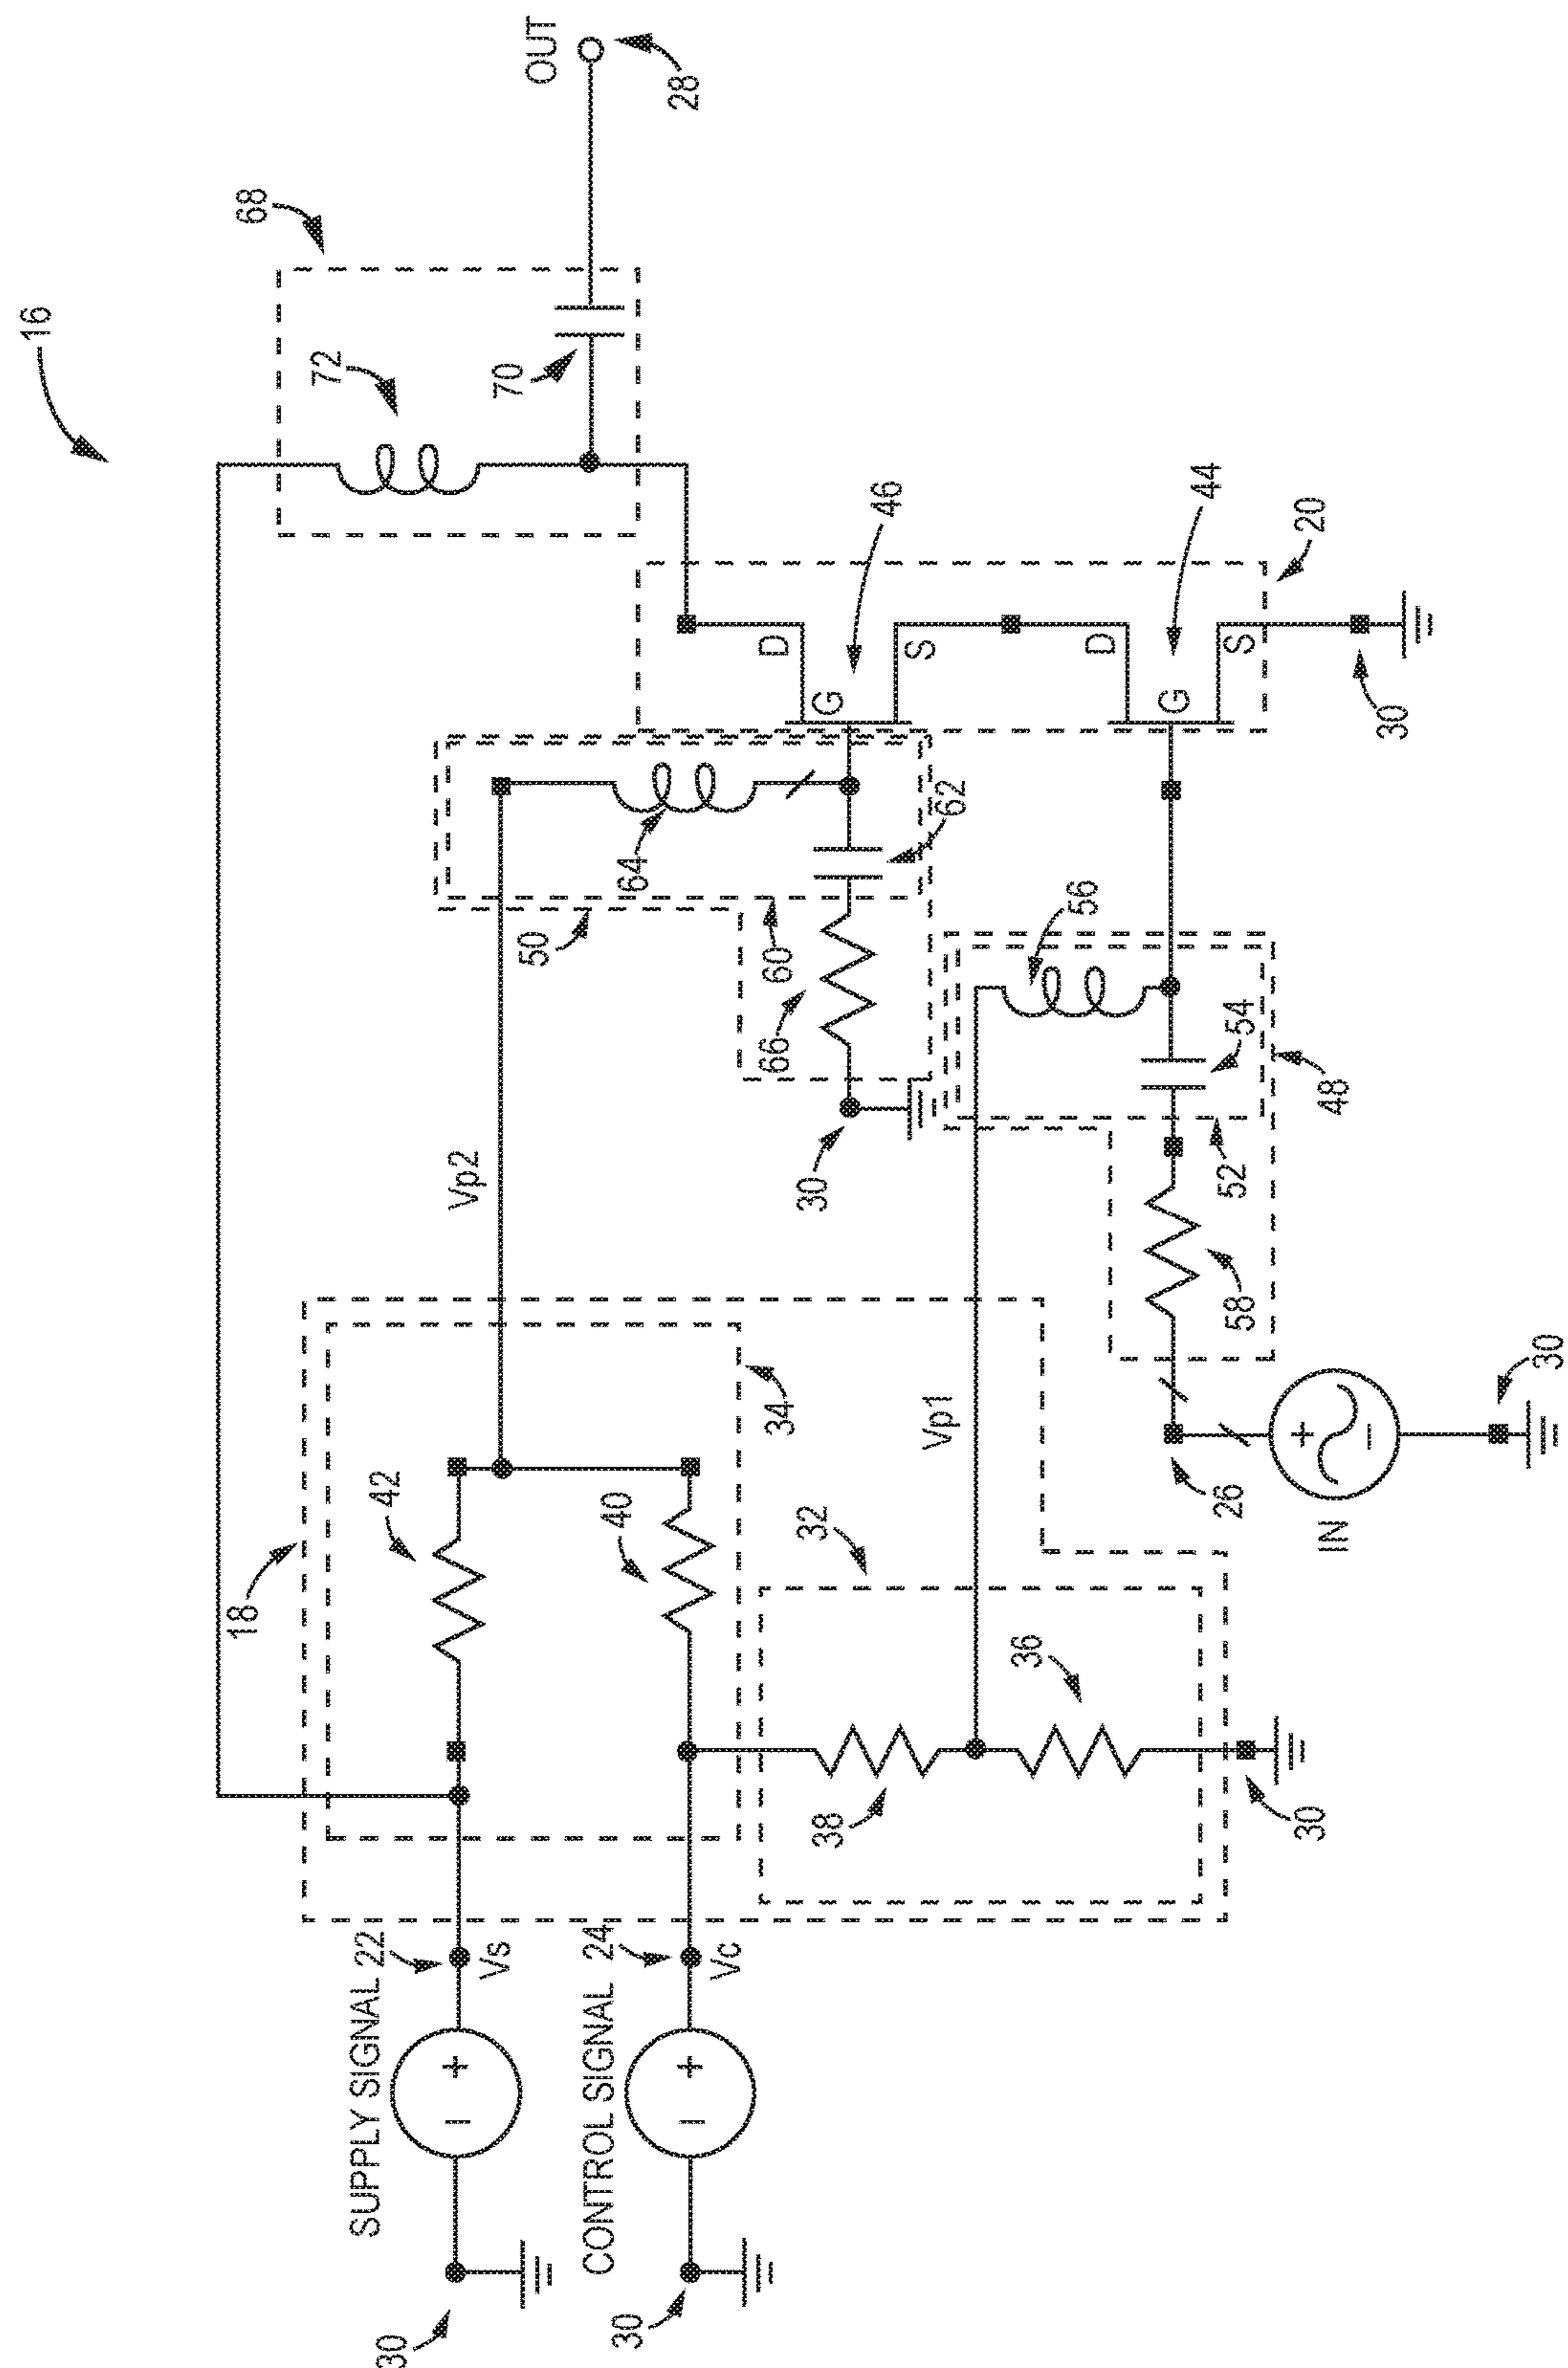 16
OUT
28
68
72
70
46
44
20
D
G
S
D
G
S
30
64
62
50
60
66
30
56
54
48
52
58
Vp2
Vp1
26
IN
30
18
34
42
40
32
38
36
30
SUPPLY SIGNAL 22
Vs
CONTROL SIGNAL 24
Vc
+
−
+
−
+
−
30
30